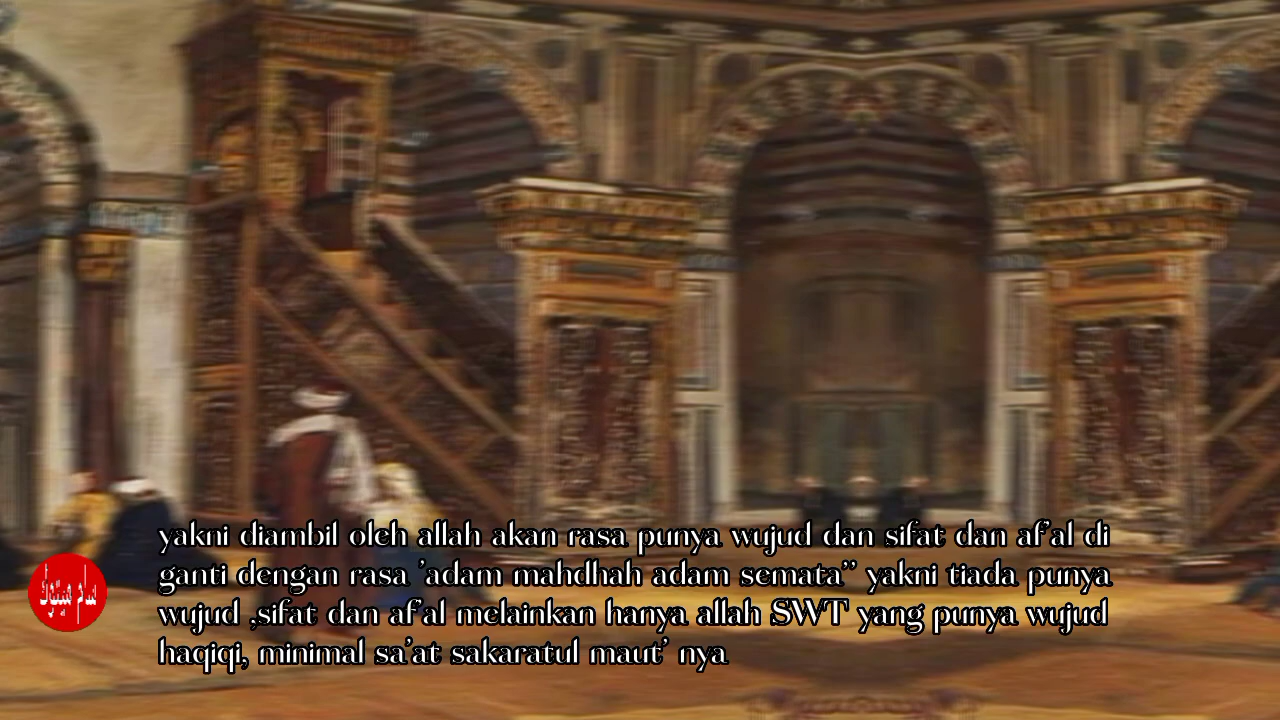 yakni diambil oleh allah akan rasa punya wujud dan sifat dan af'al di
ganti dengan rasa 'adam mahdhah adam semata" yakni tiada punya
wujud ,sifat dan af'al melainkan hanya allah SWT yang punya wujud
haqiqi, minimal sa'at sakaratul maut' nya